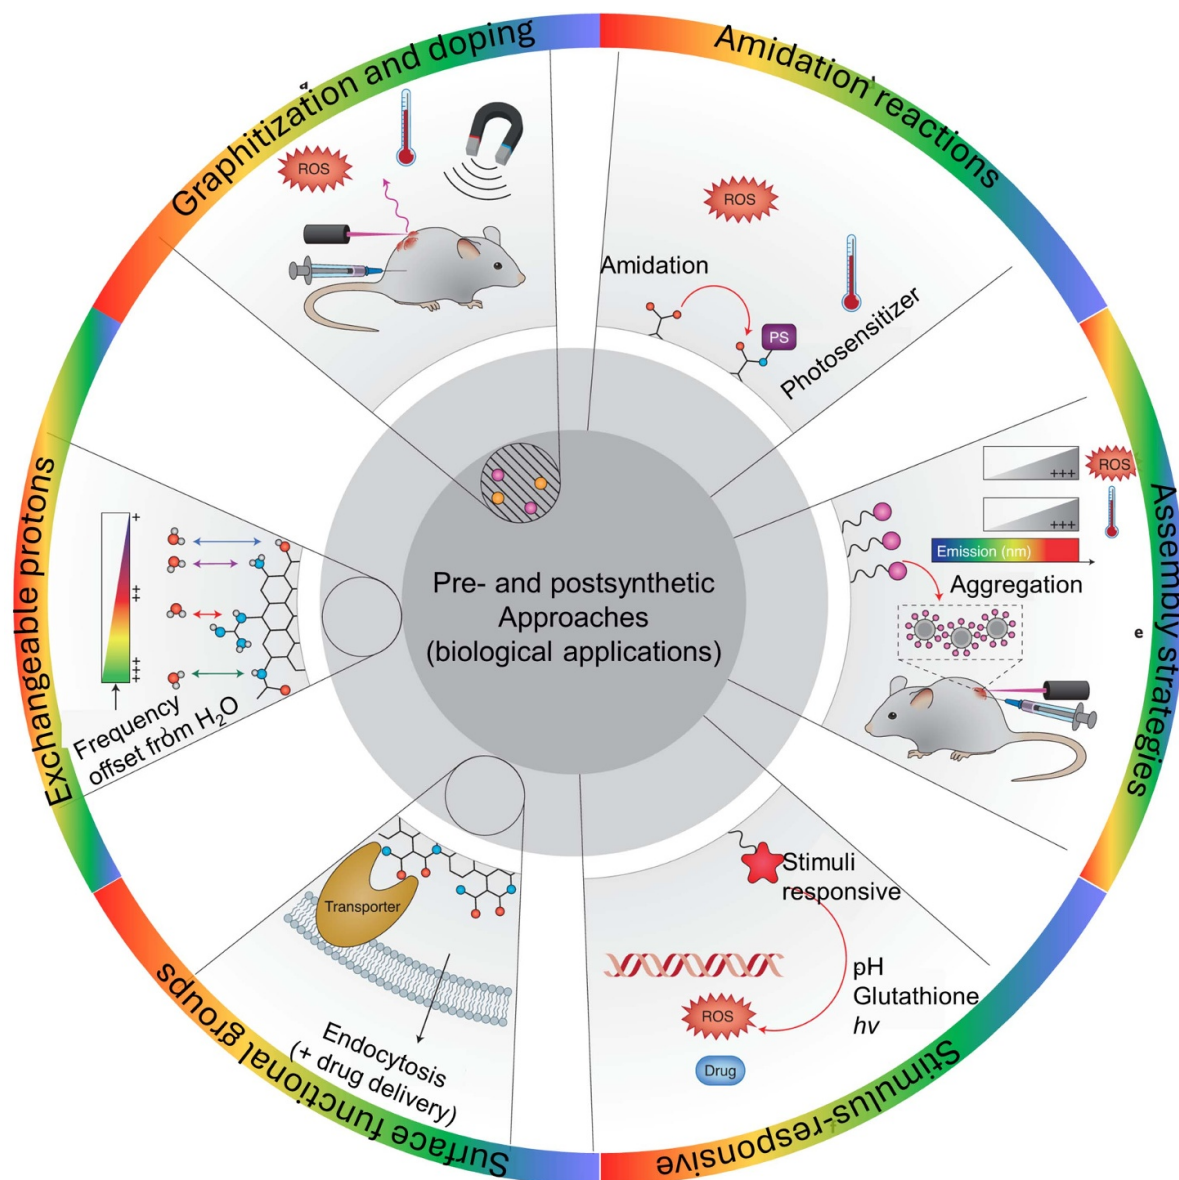 Graphitization and doping
d
ROS
Amidation reactions
ROS
Amidation
PS
Photosensitizer
Assembly strategies
+++
ROS
+++
Emission (nm)
Aggregation
e
Stimulus-responsive
Stimuli
responsive
pH
Glutathione
hv
ROS
Drug
Surface functional groups
Transporter
Endocytosis
(+ drug delivery)
Exchangeable protons
+
++
+++
Frequency
offset from H₂O
Pre- and postsynthetic
Approaches
(biological applications)